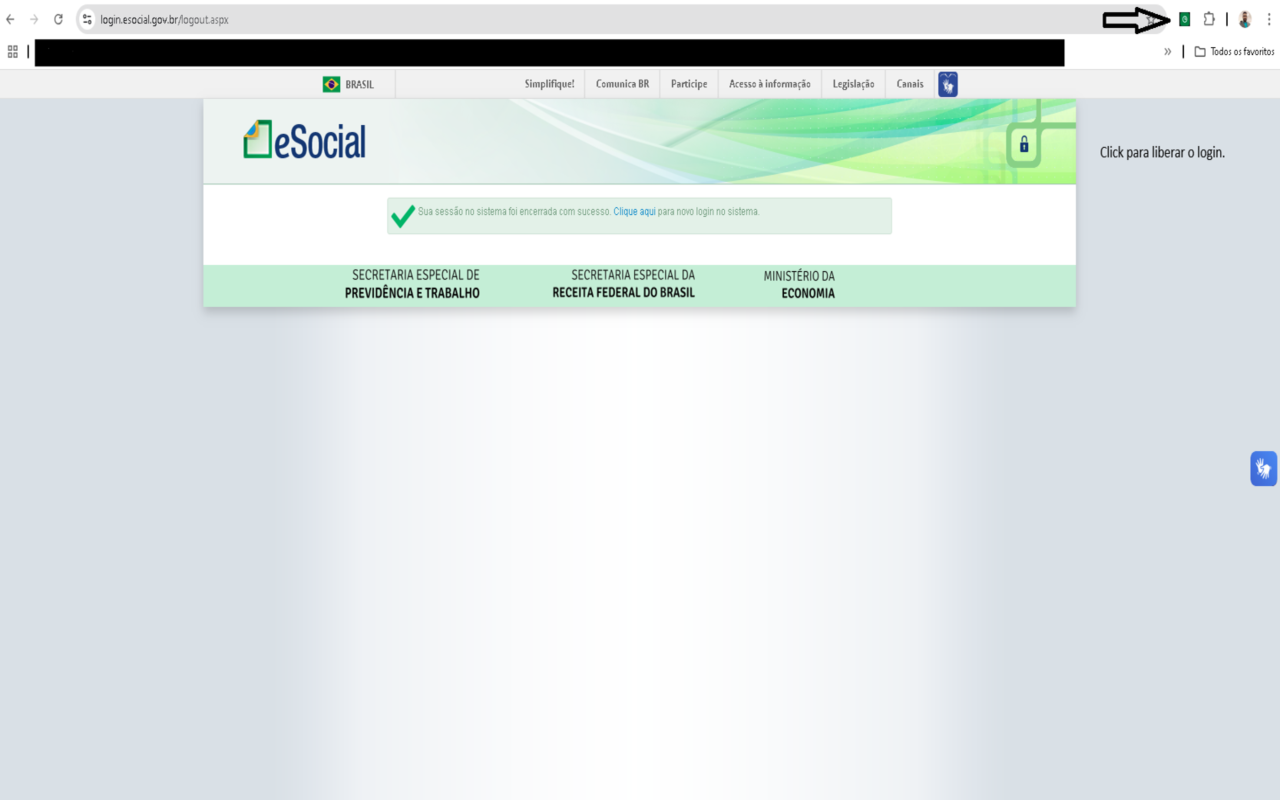 login.esocial.gov.br/logout.aspx
Todos os favoritos
BRASIL
Simplifique!
Comunica BR
Participe
Acesso à informação
Legislação
Canais
eSocial
Click para liberar o login.
Sua sessão no sistema foi encerrada com sucesso. Clique aqui para novo login no sistema.
SECRETARIA ESPECIAL DE
PREVIDÊNCIA E TRABALHO
SECRETARIA ESPECIAL DA
RECEITA FEDERAL DO BRASIL
MINISTÉRIO DA
ECONOMIA